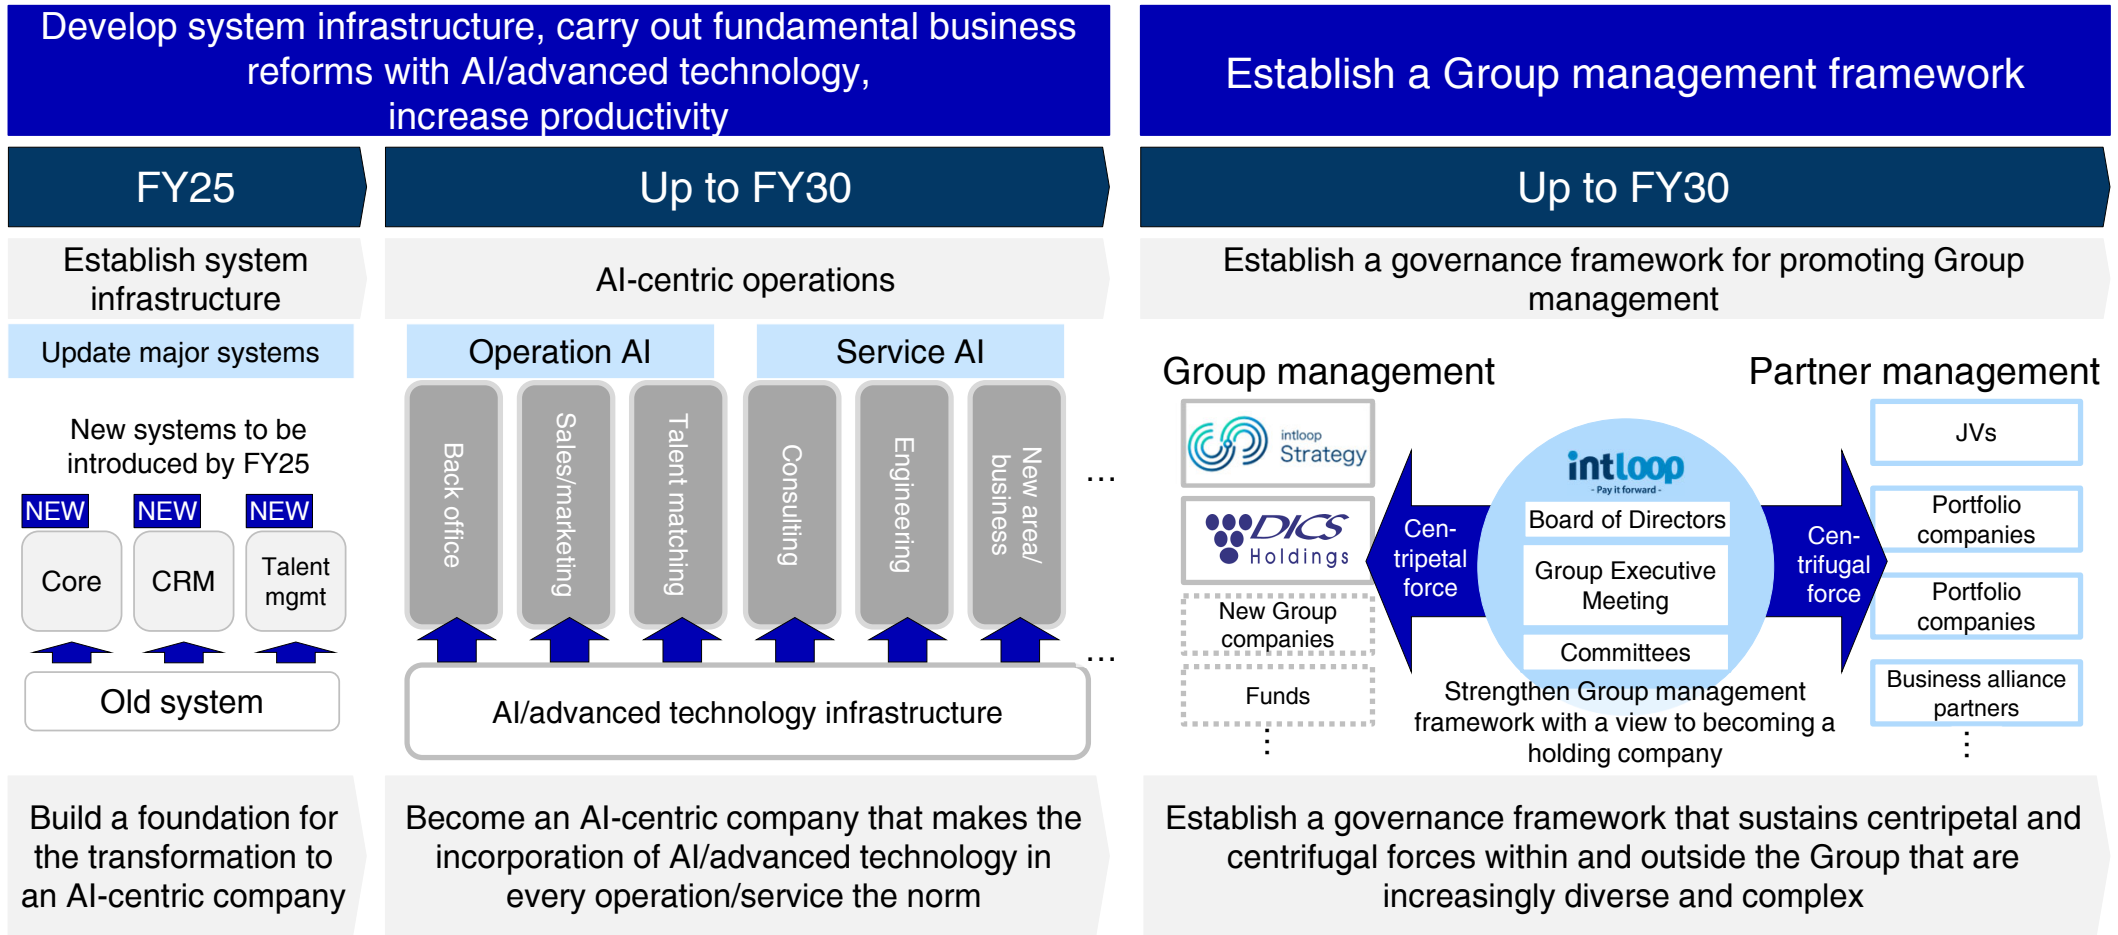 Develop system infrastructure, carry out fundamental business
reforms with AI/advanced technology,
increase productivity
FY25
Up to FY30
Establish system
infrastructure
AI-centric operations
Update major systems
Operation AI
Service AI
New systems to be
introduced by FY25
NEW
NEW
NEW
Core
CRM
Talent
mgmt
Old system
Back office
Sales/marketing
Talent matching
Consulting
Engineering
New area/
business
...
...
AI/advanced technology infrastructure
Build a foundation for
the transformation to
an AI-centric company
Become an AI-centric company that makes the
incorporation of AI/advanced technology in
every operation/service the norm
Establish a Group management framework
Up to FY30
Establish a governance framework for promoting Group
management
Group management
intloop
Strategy
DICS
Holdings
New Group
companies
Funds
⋮
Cen-
tripetal
force
intloop
- Pay it forward -
Board of Directors
Group Executive
Meeting
Committees
Strengthen Group management
framework with a view to becoming a
holding company
Cen-
trifugal
force
Partner management
JVs
Portfolio
companies
Portfolio
companies
Business alliance
partners
⋮
Establish a governance framework that sustains centripetal and
centrifugal forces within and outside the Group that are
increasingly diverse and complex